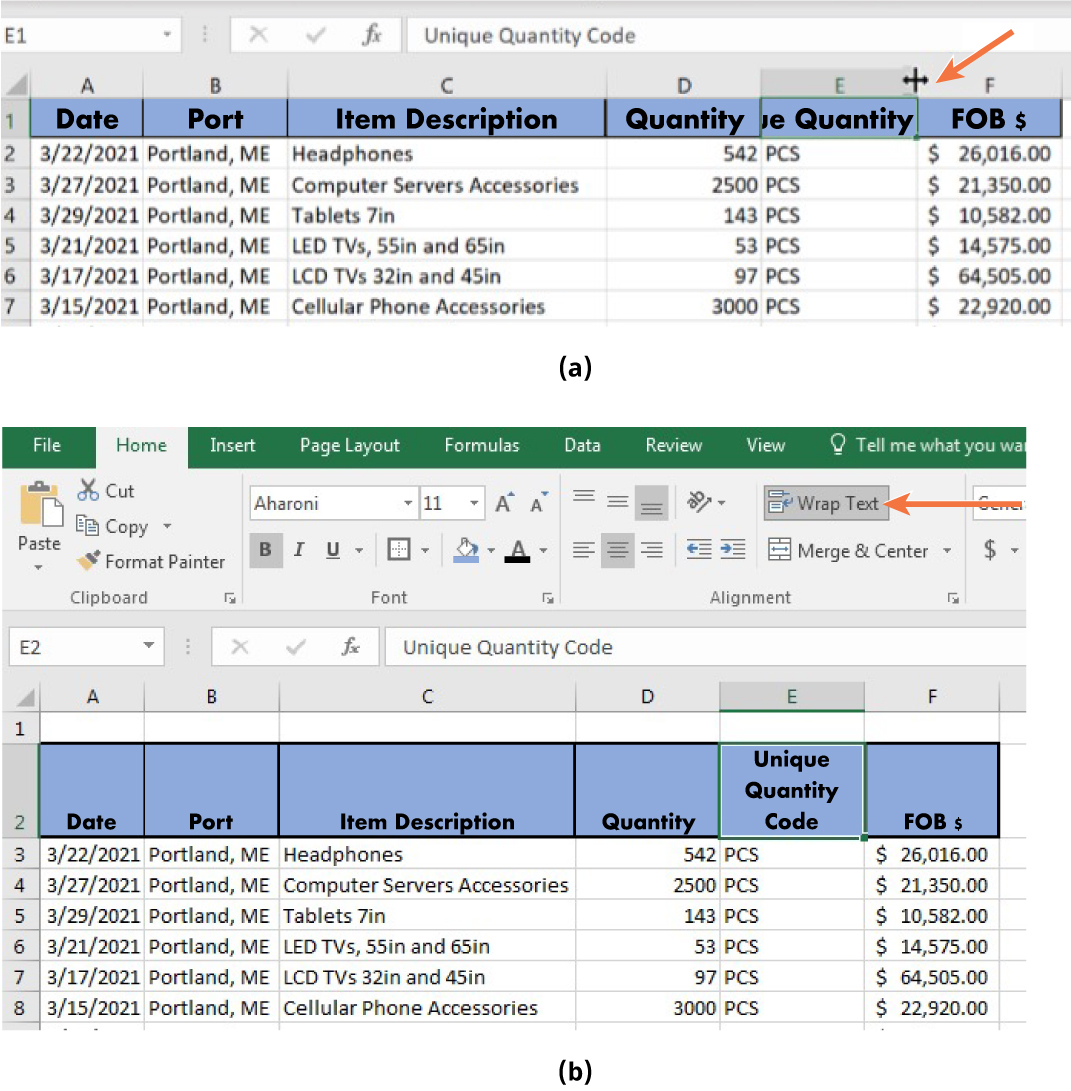 E1 fx Unique Quantity Code
A B C D E F
1 Date Port Item Description Quantity ue Quantity FOB $
2 3/22/2021 Portland, ME Headphones 542 PCS $ 26,016.00
3 3/27/2021 Portland, ME Computer Servers Accessories 2500 PCS $ 21,350.00
4 3/29/2021 Portland, ME Tablets 7in 143 PCS $ 10,582.00
5 3/21/2021 Portland, ME LED TVs, 55in and 65in 53 PCS $ 14,575.00
6 3/17/2021 Portland, ME LCD TVs 32in and 45in 97 PCS $ 64,505.00
7 3/15/2021 Portland, ME Cellular Phone Accessories 3000 PCS $ 22,920.00
(a)
File Home Insert Page Layout Formulas Data Review View Tell me what you wa
Cut
Aharoni 11 A A Wrap Text
Copy
Paste
B I U A Merge & Center $
Format Painter
Clipboard Font Alignment
E2 fx Unique Quantity Code
A B C D E F
1
Unique
Quantity
2 Date Port Item Description Quantity Code FOB $
3 3/22/2021 Portland, ME Headphones 542 PCS $ 26,016.00
4 3/27/2021 Portland, ME Computer Servers Accessories 2500 PCS $ 21,350.00
5 3/29/2021 Portland, ME Tablets 7in 143 PCS $ 10,582.00
6 3/21/2021 Portland, ME LED TVs, 55in and 65in 53 PCS $ 14,575.00
7 3/17/2021 Portland, ME LCD TVs 32in and 45in 97 PCS $ 64,505.00
8 3/15/2021 Portland, ME Cellular Phone Accessories 3000 PCS $ 22,920.00
(b)